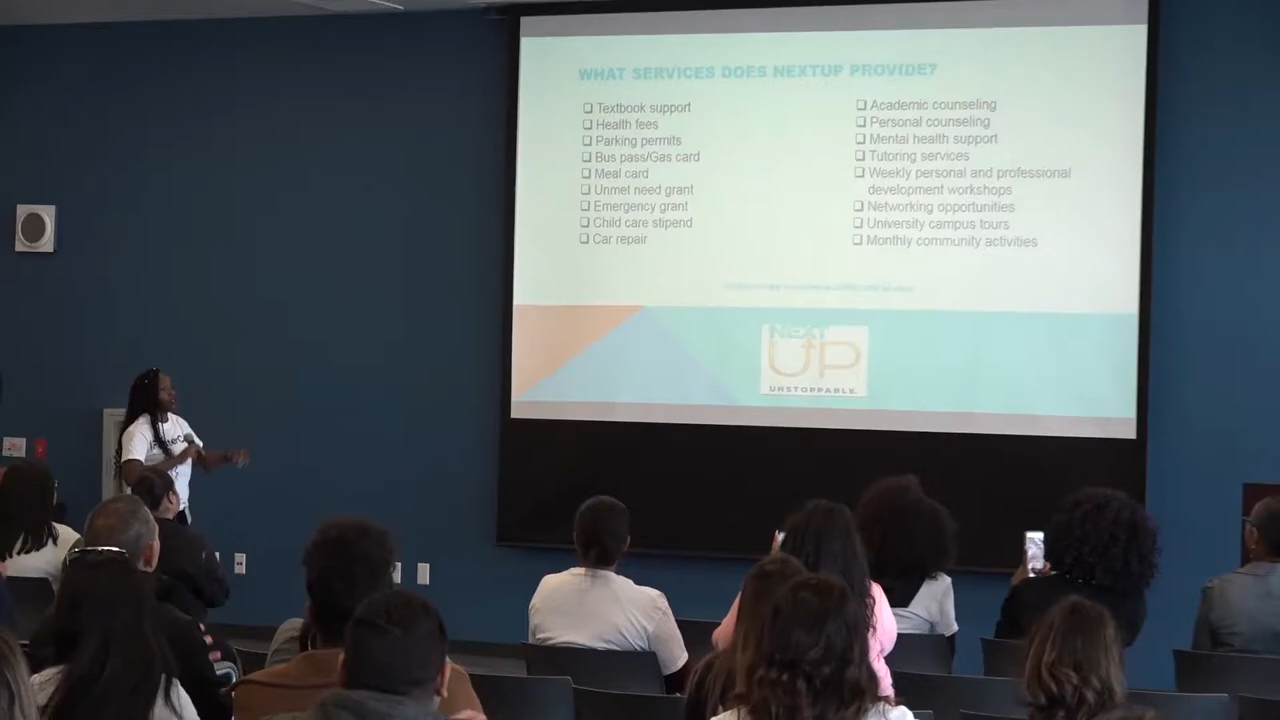 WHAT SERVICES DOES NEXTUP PROVIDE?
❑ Textbook support
❑ Health fees
❑ Parking permits
❑ Bus pass/Gas card
❑ Meal card
❑ Unmet need grant
❑ Emergency grant
❑ Child care stipend
❑ Car repair
❑ Academic counseling
❑ Personal counseling
❑ Mental health support
❑ Tutoring services
❑ Weekly personal and professional
development workshops
❑ Networking opportunities
❑ University campus tours
❑ Monthly community activities
NEXT
UP
UNSTOPPABLE.